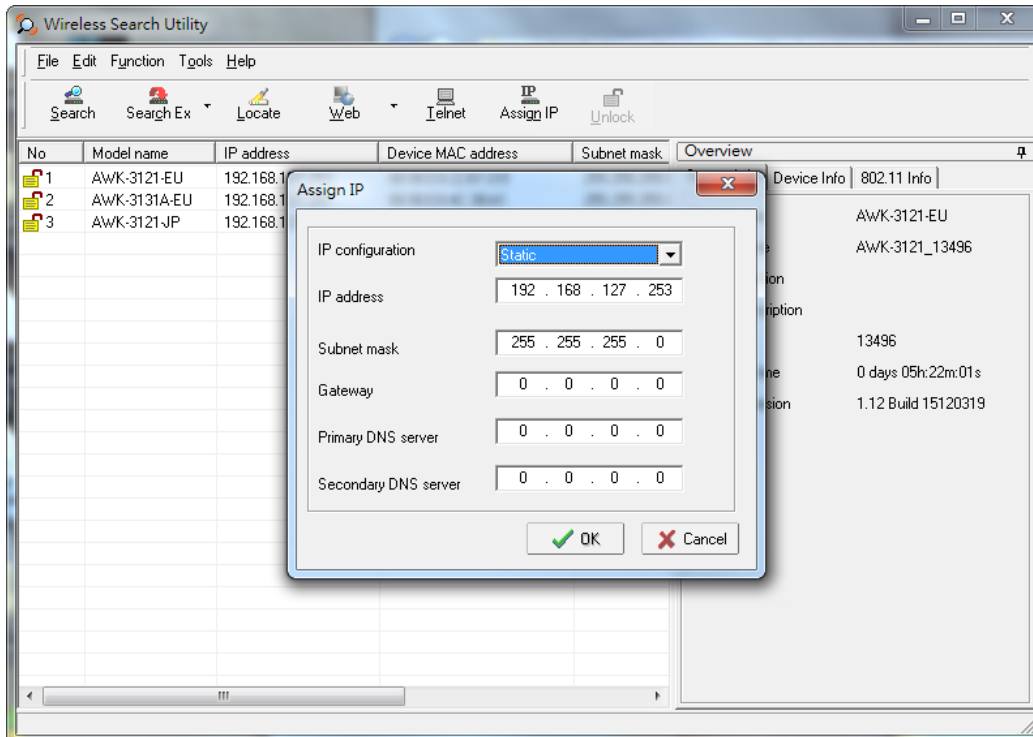 Wireless Search Utility
File Edit Function Tools Help
Search Search Ex Locate Web Telnet Assign IP Unlock
No Model name IP address Device MAC address Subnet mask Overview
Device Info 802.11 Info
1 AWK-3121-EU 192.168.1
2 AWK-3131A-EU 192.168.1
3 AWK-3121-JP 192.168.1
Assign IP
IP configuration Static
IP address 192 . 168 . 127 . 253
Subnet mask 255 . 255 . 255 . 0
Gateway 0 . 0 . 0 . 0
Primary DNS server 0 . 0 . 0 . 0
Secondary DNS server 0 . 0 . 0 . 0
OK Cancel
AWK-3121-EU
AWK-3121_13496
13496
0 days 05h:22m:01s
1.12 Build 15120319